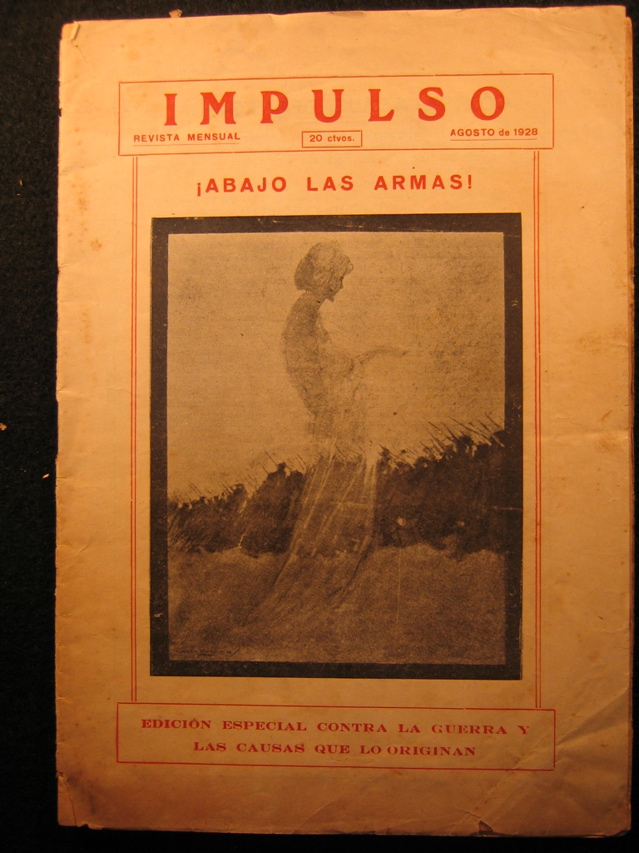 IMPULSO
REVISTA MENSUAL
20 ctvos.
AGOSTO de 1928
¡ABAJO LAS ARMAS!
EDICIÓN ESPECIAL CONTRA LA GUERRA Y
LAS CAUSAS QUE LO ORIGINAN